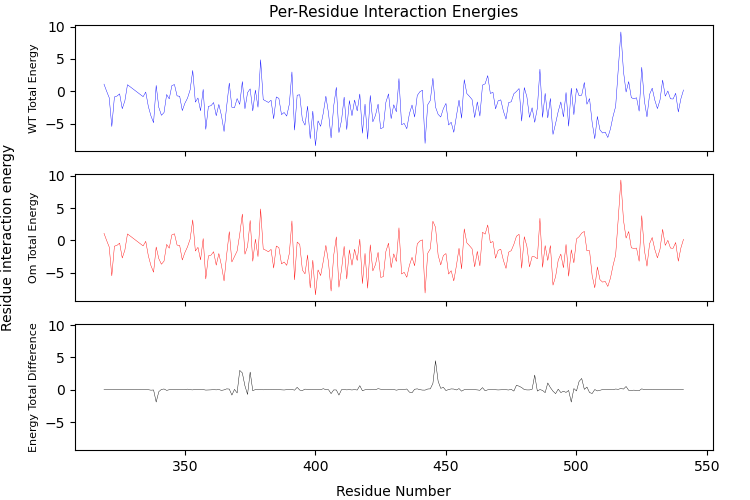 Per-Residue Interaction Energies
Residue interaction energy
WT Total Energy
10
5
0
−5
Om Total Energy
10
5
0
−5
Energy Total Difference
10
5
0
−5
350 400 450 500 550
Residue Number